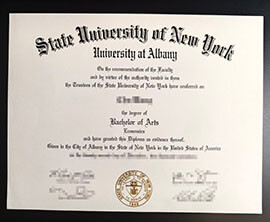 State University of New York
University at Albany
On the recommendation of the Faculty
and by virtue of the authority vested in them
the Trustees of the State University of New York have conferred on
the degree of
Bachelor of Arts
Economics
and have granted this Diploma as evidence thereof.
Given in the City of Albany in the State of New York in the United States of America